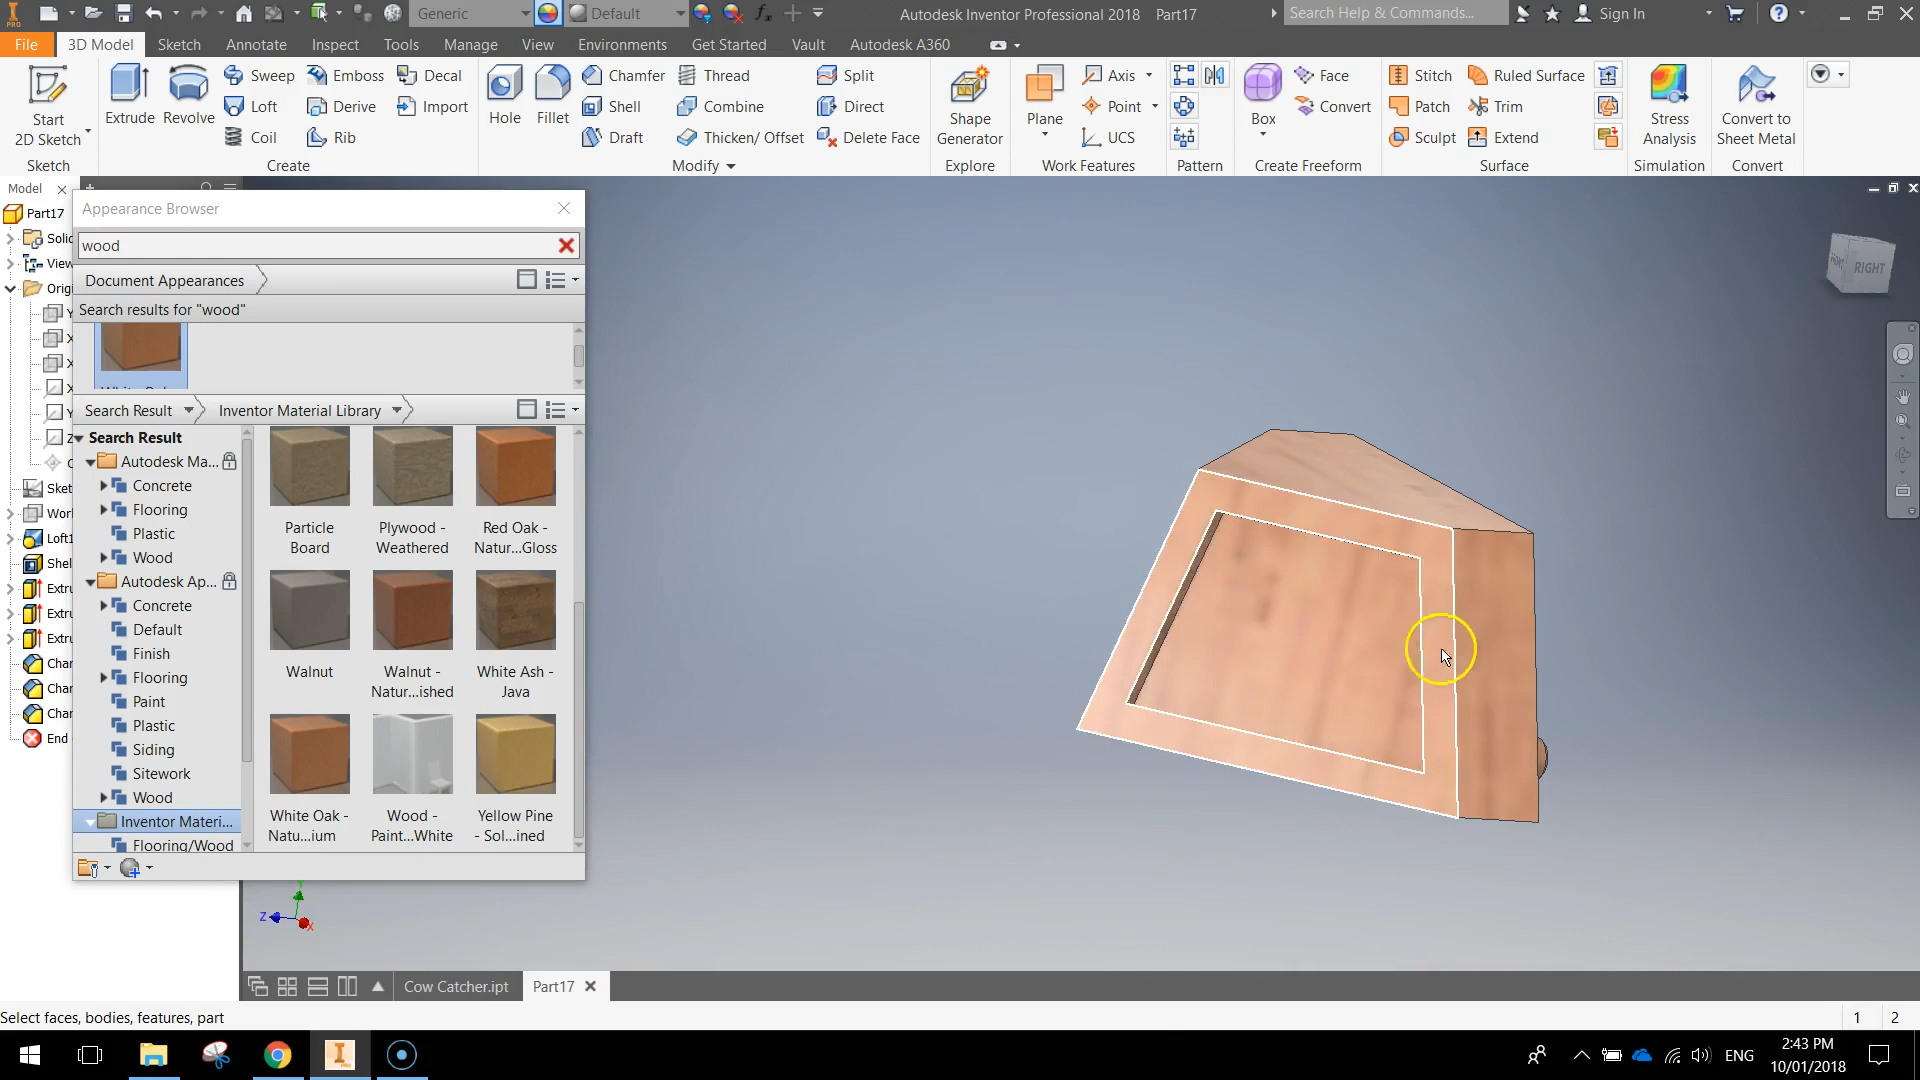 PRO Generic Default Autodesk Inventor Professional 2018 Part17 Search Help & Commands... Sign In
File 3D Model Sketch Annotate Inspect Tools Manage View Environments Get Started Vault Autodesk A360
Sweep Emboss Decal Chamfer Thread Split Axis Face Stitch Ruled Surface
Start 2D Sketch Extrude Revolve Loft Derive Import Hole Fillet Shell Combine Direct Shape Generator Plane Point Box Convert Patch Trim Stress Analysis Convert to Sheet Metal
Coil Rib Draft Thicken/ Offset Delete Face UCS Sculpt Extend
Sketch Create Modify Explore Work Features Pattern Create Freeform Surface Simulation Convert
Model
Part17
Appearance Browser
wood
Document Appearances
Search results for "wood"
Search Result Inventor Material Library
Search Result
Autodesk Ma...
Concrete
Flooring
Plastic
Wood
Autodesk Ap...
Concrete
Default
Finish
Flooring
Paint
Plastic
Siding
Sitework
Wood
Inventor Materi...
Flooring/Wood
Particle Board
Plywood - Weathered
Red Oak - Natur...Gloss
Walnut
Walnut - Natur...ished
White Ash - Java
White Oak - Natu...ium
Wood - Paint...White
Yellow Pine - Sol...ined
RIGHT
Z
Cow Catcher.ipt Part17
Select faces, bodies, features, part 1 2
ENG 2:43 PM
10/01/2018